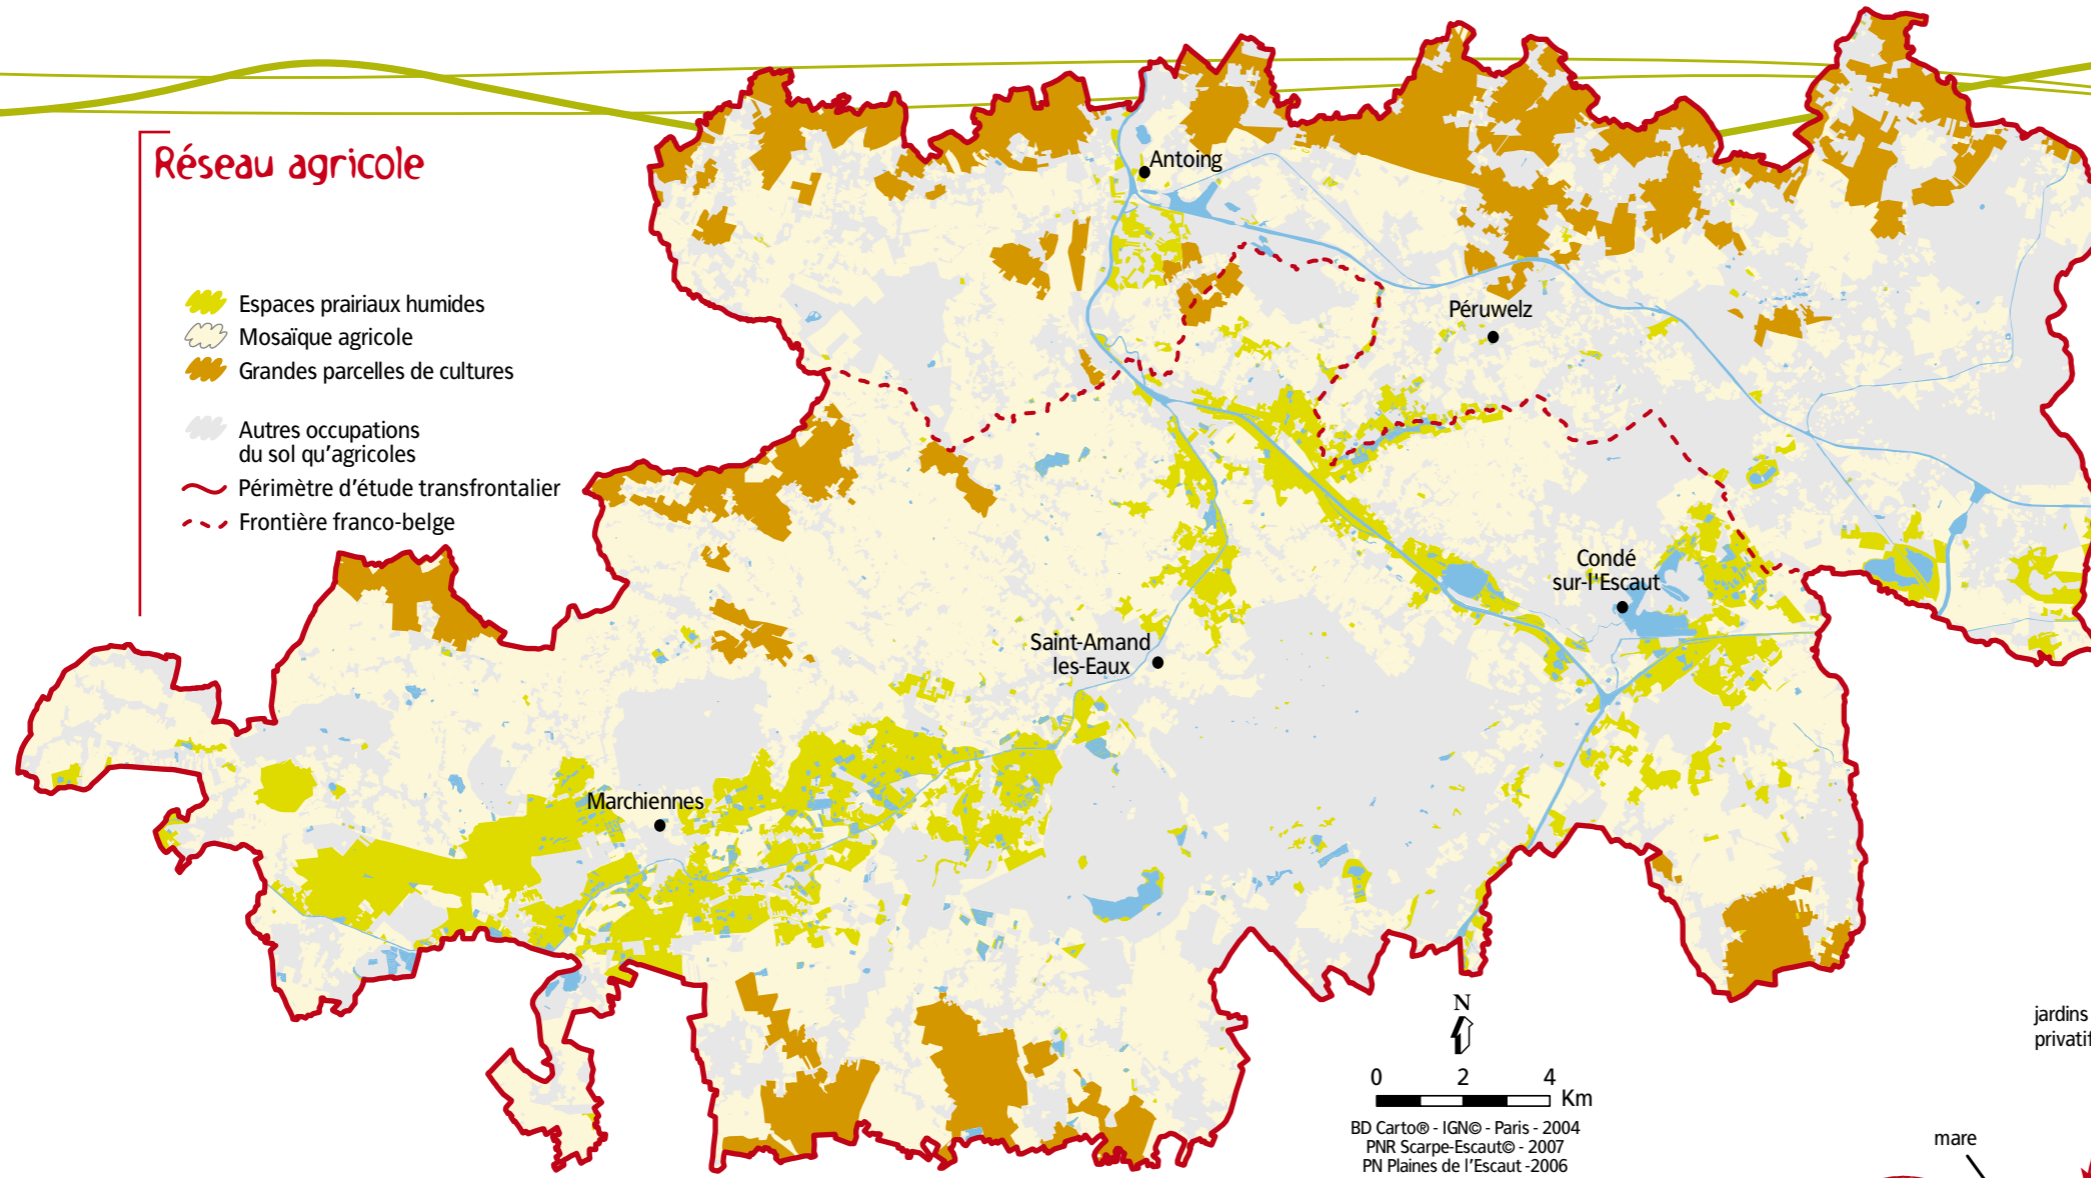 Réseau agricole
Espaces prairiaux humides
Mosaïque agricole
Grandes parcelles de cultures
Autres occupations
du sol qu'agricoles
Périmètre d'étude transfrontalier
Frontière franco-belge
Antoing
Péruwelz
Condé
sur-l'Escaut
Saint-Amand
les-Eaux
Marchiennes
N
0 2 4
Km
BD Carto® - IGN© - Paris - 2004
PNR Scarpe-Escaut© - 2007
PN Plaines de l'Escaut -2006
jardins
privatif
mare